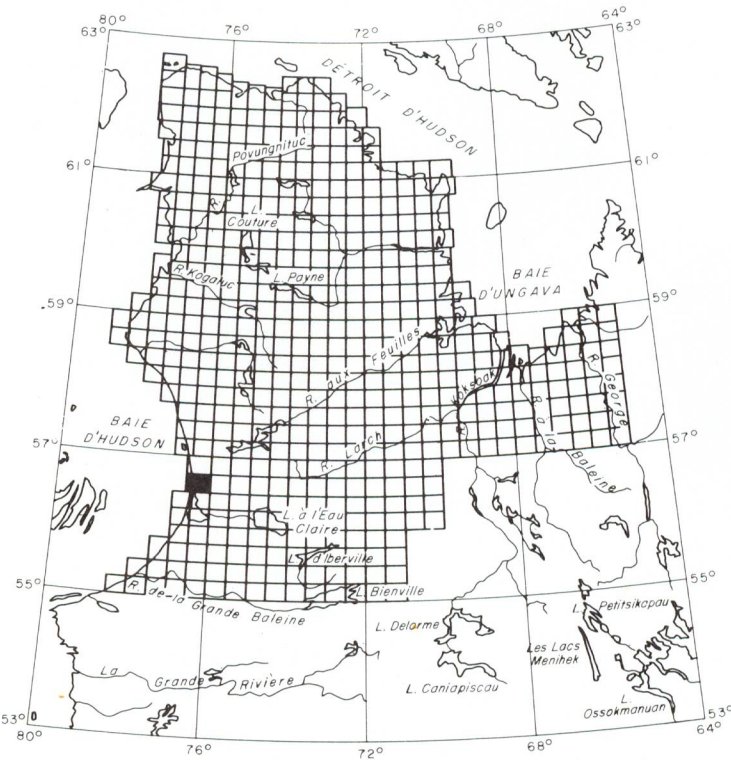 80°
76°
72°
68°
64°
63°
63°
DÉTROIT D'HUDSON
Povungnituc
61°
61°
R.
L.
Couture
BAIE
D'UNGAVA
R. Kogaluc
L. Payne
59°
59°
R. aux Feuilles
Koksoak
R.
R. George
R. à la Baleine
BAIE
D'HUDSON
57°
57°
R. Larch
L. à l'Eau
Claire
L. d'Iberville
55°
55°
R. de-la Grande Baleine
L. Bienville
L. Petitsikapau
L. Delorme
Les Lacs
Menihek
La Grande Rivière
L. Caniapiscau
L.
Ossokmanuan
53°
53°
80°
76°
72°
68°
64°